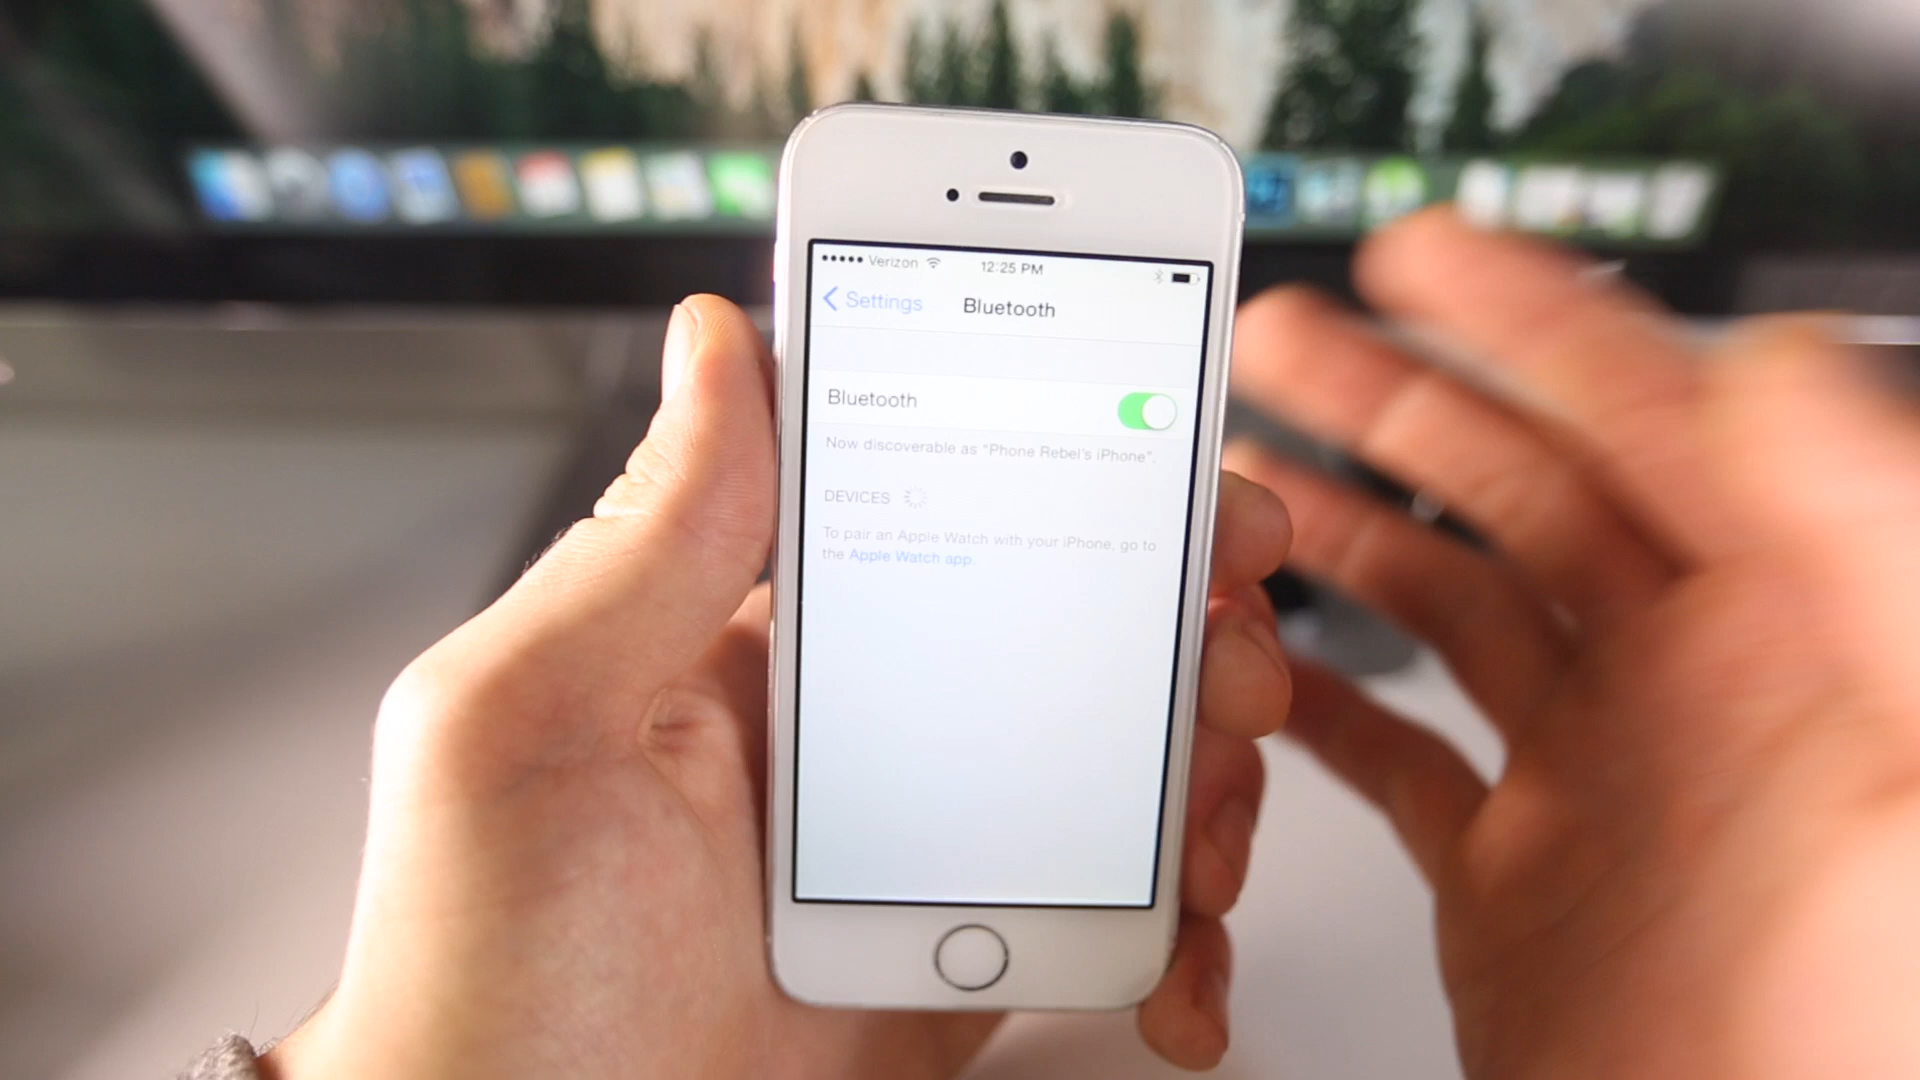 Verizon 12:25 PM
Settings Bluetooth
Bluetooth
Now discoverable as "Phone Rebel's iPhone".
DEVICES
To pair an Apple Watch with your iPhone, go to
the Apple Watch app.